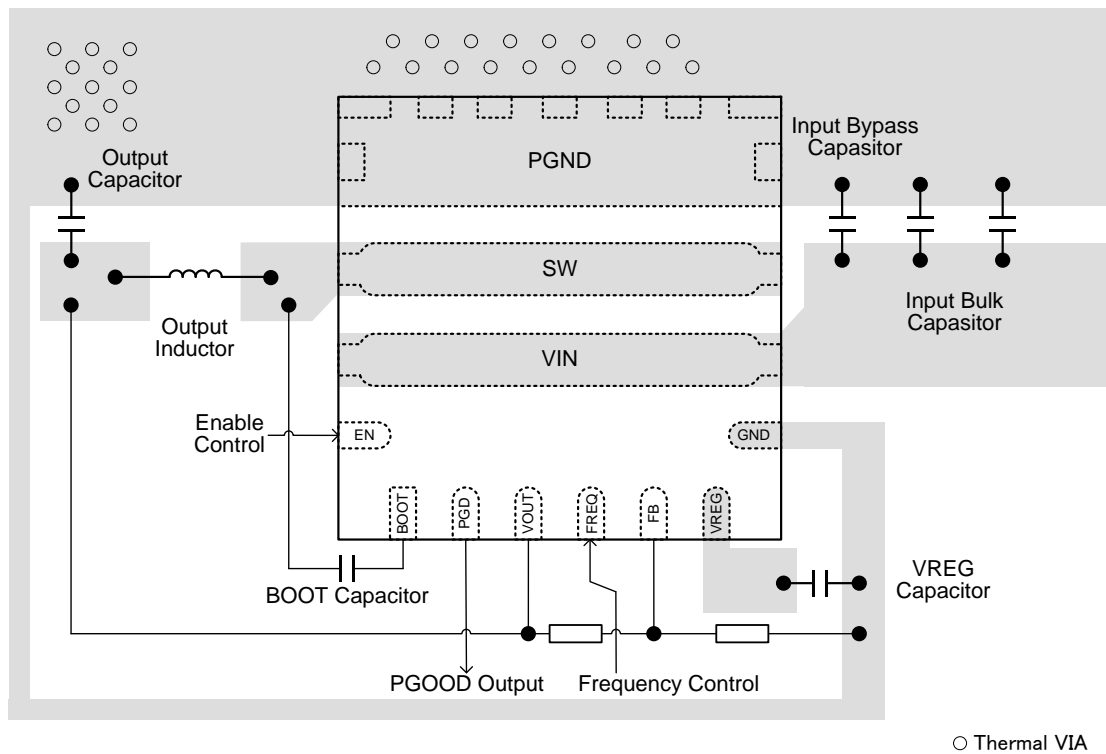 Output
Capacitor
PGND
Input Bypass
Capasitor
SW
Output
Inductor
Input Bulk
Capasitor
VIN
Enable
Control
EN
GND
BOOT
PGD
VOUT
FREQ
FB
VREG
BOOT Capacitor
VREG
Capacitor
PGOOD Output
Frequency Control
Thermal VIA